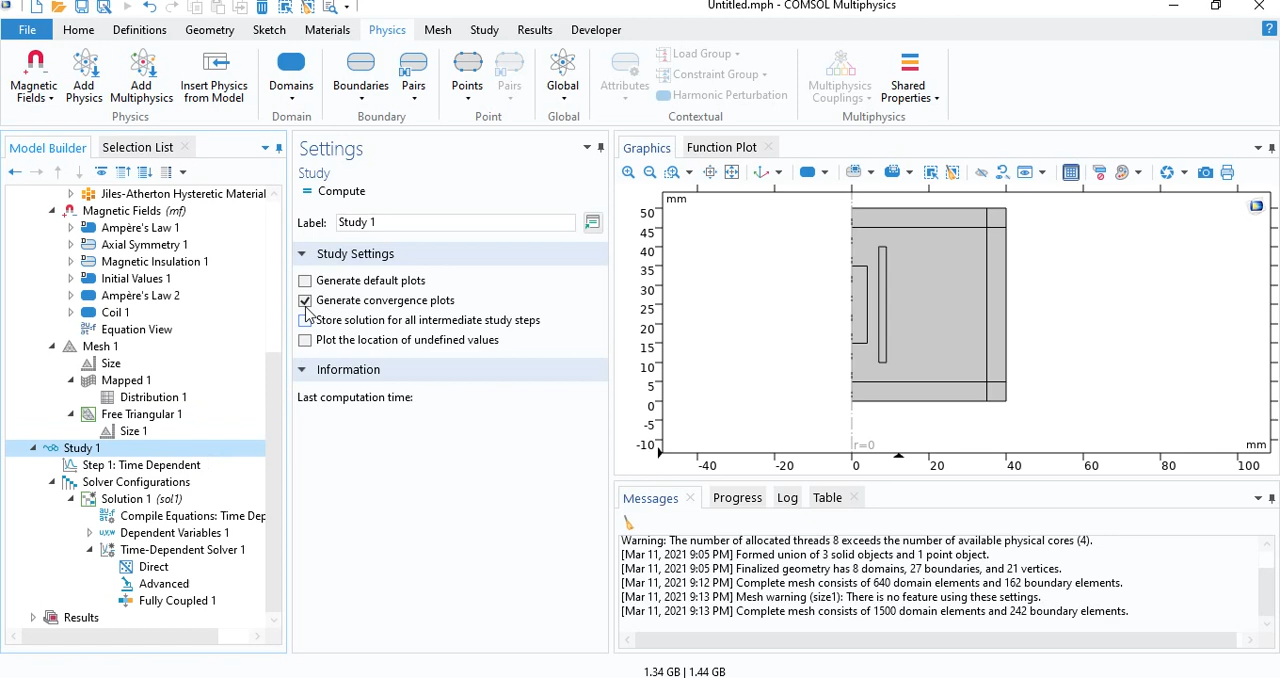 Untitled.mph - COMSOL Multiphysics
File Home Definitions Geometry Sketch Materials Physics Mesh Study Results Developer
Magnetic Fields
Add Physics
Add Multiphysics
Insert Physics from Model
Domains
Boundaries
Pairs
Points
Pairs
Global
Attributes
Load Group
Constraint Group
Harmonic Perturbation
Multiphysics Couplings
Shared Properties
Physics Domain Boundary Point Global Contextual Multiphysics
Model Builder Selection List
Jiles-Atherton Hysteretic Material
Magnetic Fields (mf)
Ampère's Law 1
Axial Symmetry 1
Magnetic Insulation 1
Initial Values 1
Ampère's Law 2
Coil 1
Equation View
Mesh 1
Size
Mapped 1
Distribution 1
Free Triangular 1
Size 1
Study 1
Step 1: Time Dependent
Solver Configurations
Solution 1 (sol1)
Compile Equations: Time Dep
Dependent Variables 1
Time-Dependent Solver 1
Direct
Advanced
Fully Coupled 1
Results
Settings
Study
= Compute
Label: Study 1
Study Settings
Generate default plots
Generate convergence plots
Store solution for all intermediate study steps
Plot the location of undefined values
Information
Last computation time:
Graphics Function Plot
mm
50
45
40
35
30
25
20
15
10
5
0
-5
-10
r=0
mm
-40 -20 0 20 40 60 80 100
Messages Progress Log Table
Warning: The number of allocated threads 8 exceeds the number of available physical cores (4).
[Mar 11, 2021 9:05 PM] Formed union of 3 solid objects and 1 point object.
[Mar 11, 2021 9:05 PM] Finalized geometry has 8 domains, 27 boundaries, and 21 vertices.
[Mar 11, 2021 9:12 PM] Complete mesh consists of 640 domain elements and 162 boundary elements.
[Mar 11, 2021 9:13 PM] Mesh warning (size1): There is no feature using these settings.
[Mar 11, 2021 9:13 PM] Complete mesh consists of 1500 domain elements and 242 boundary elements.
1.34 GB | 1.44 GB